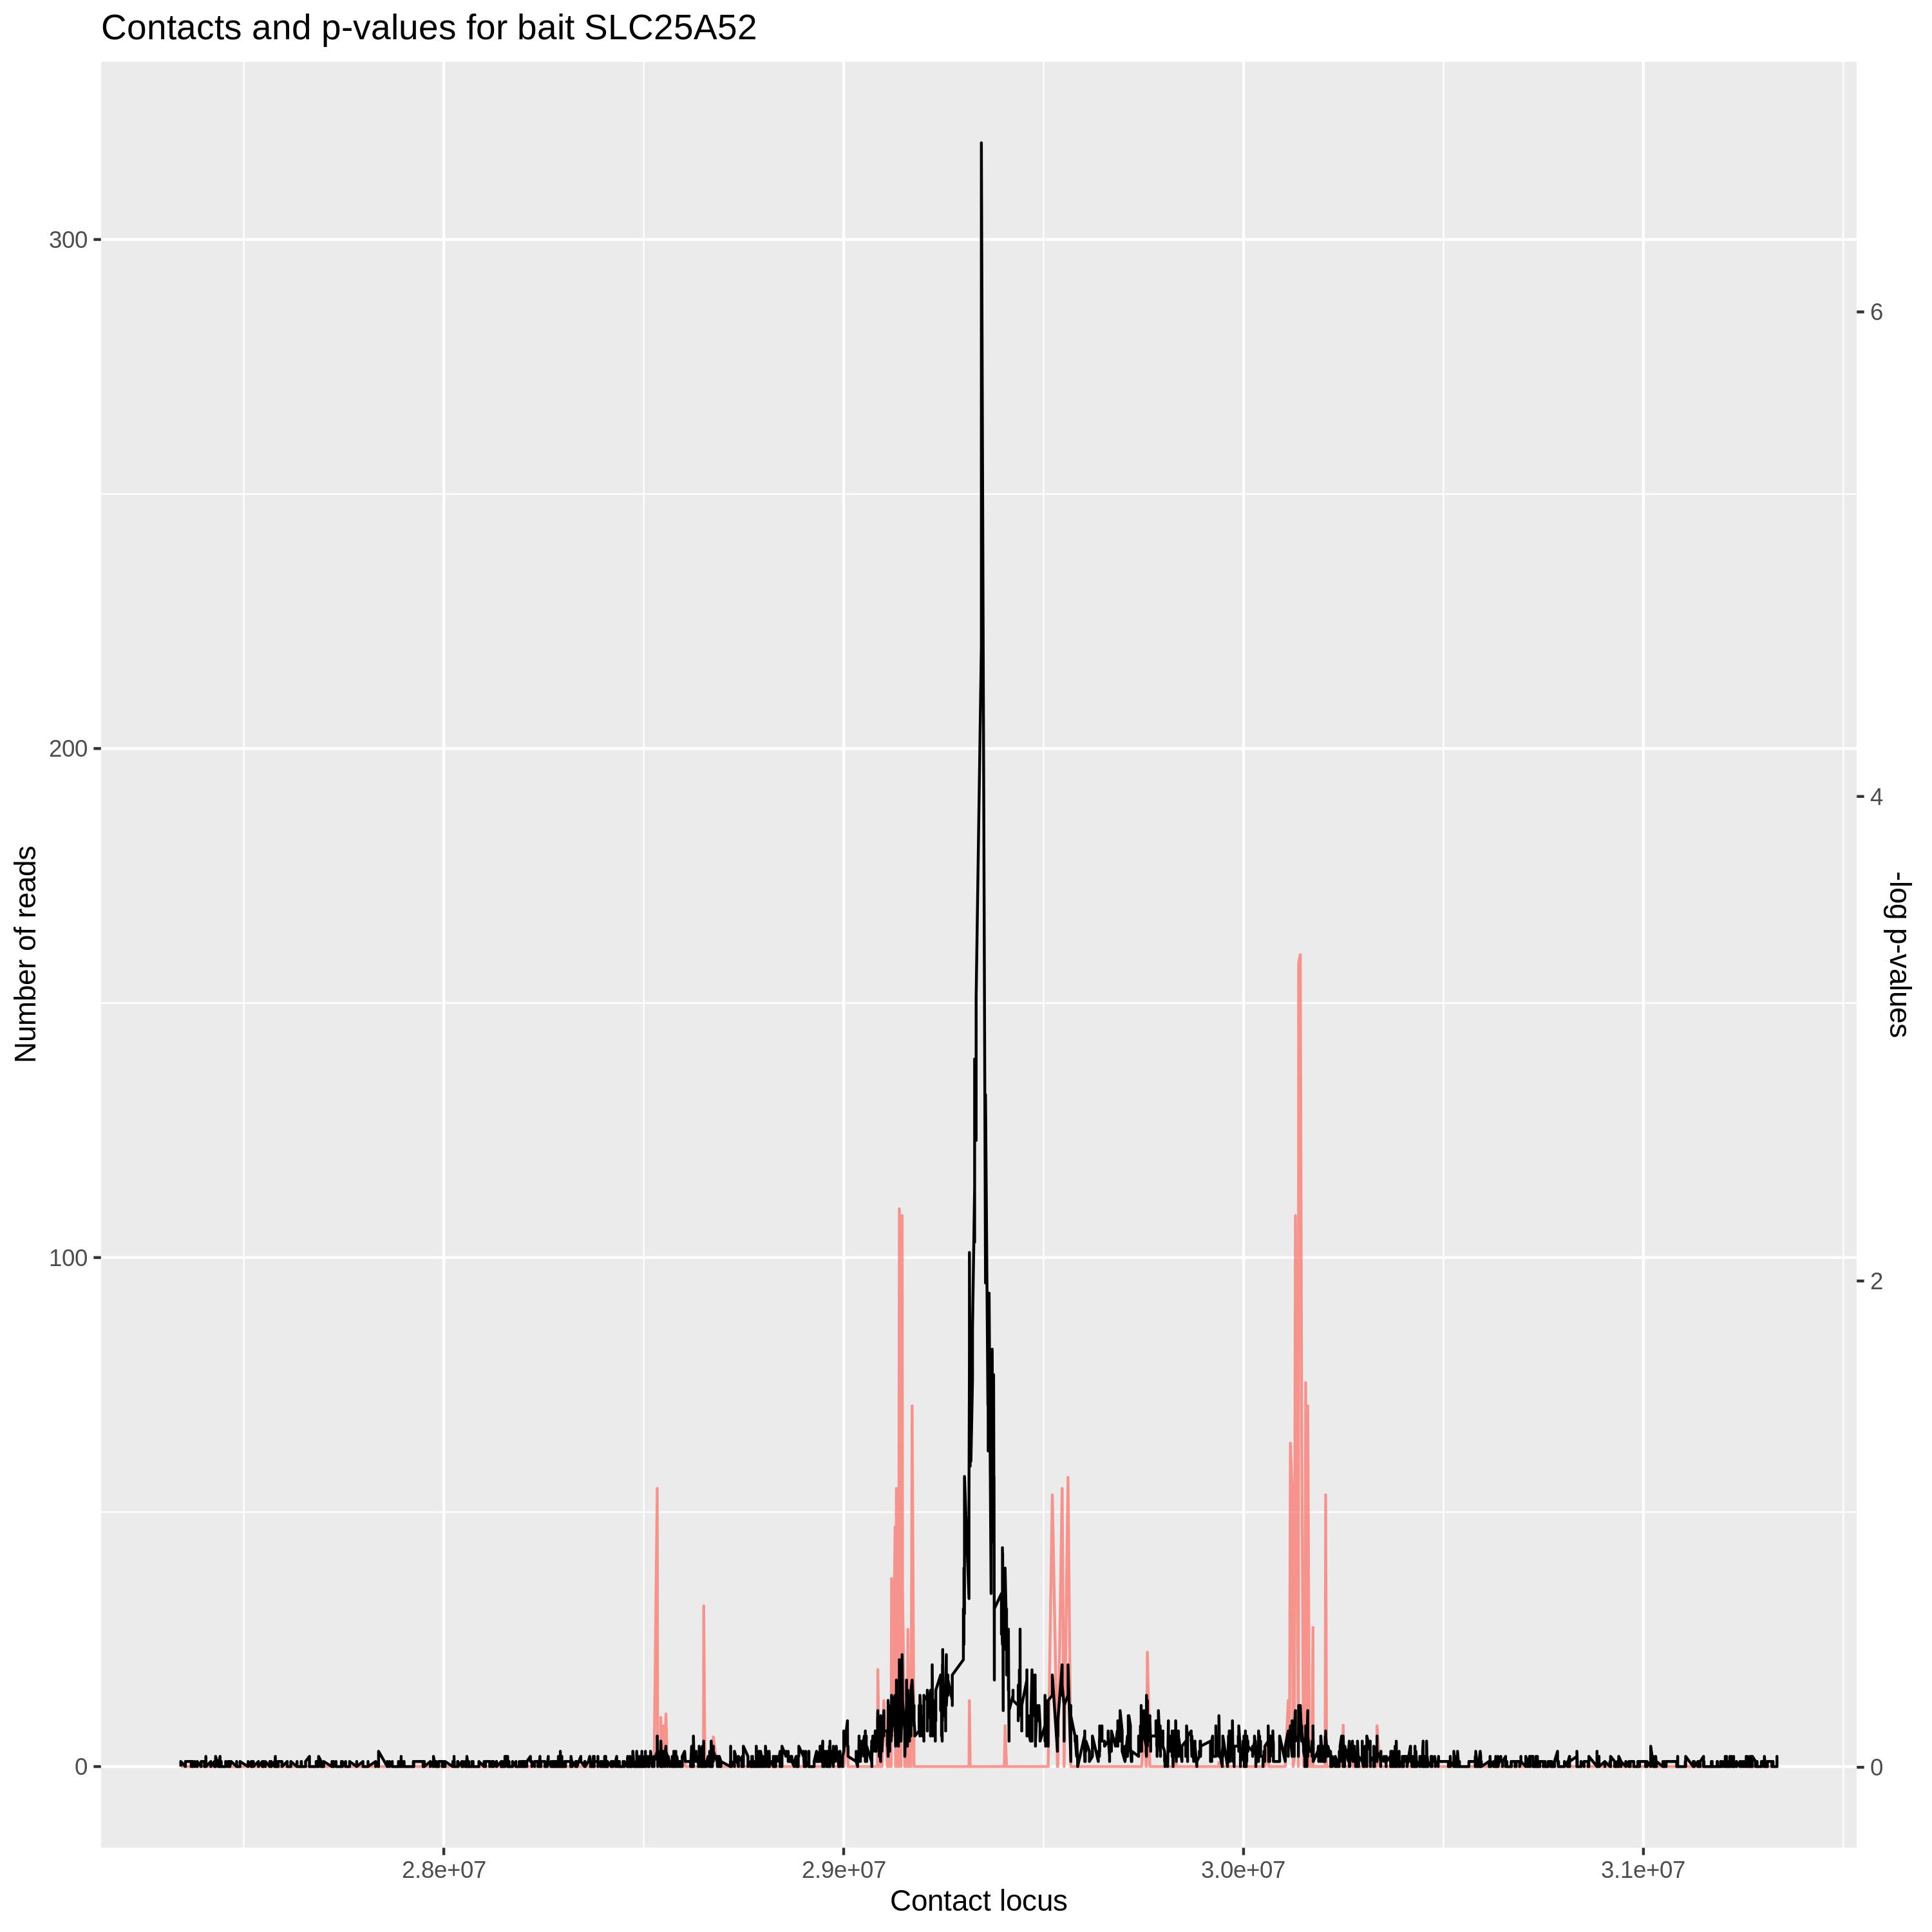 Contacts and p-values for bait SLC25A52
300
200
100
0
Number of reads
6
4
2
0
-log p-values
2.8e+07 2.9e+07 3.0e+07 3.1e+07
Contact locus